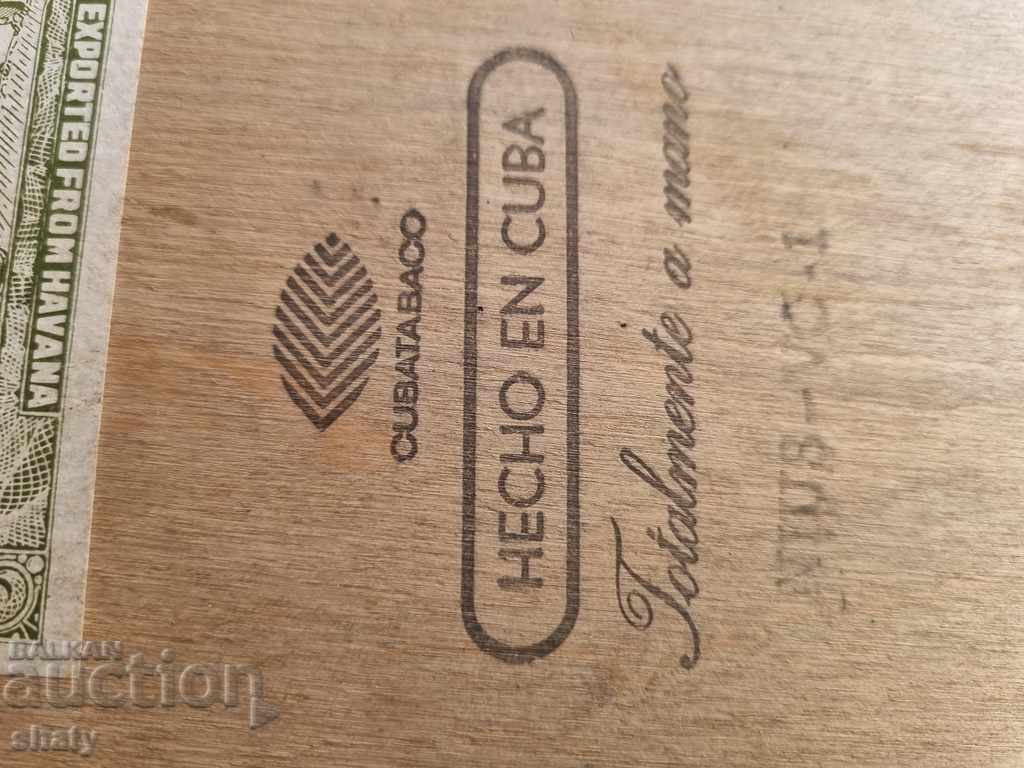 EXPORTED FROM HAVANA
CUBATABACO
HECHO EN CUBA
Totalmente a mano
BALKAN
auction
shaty